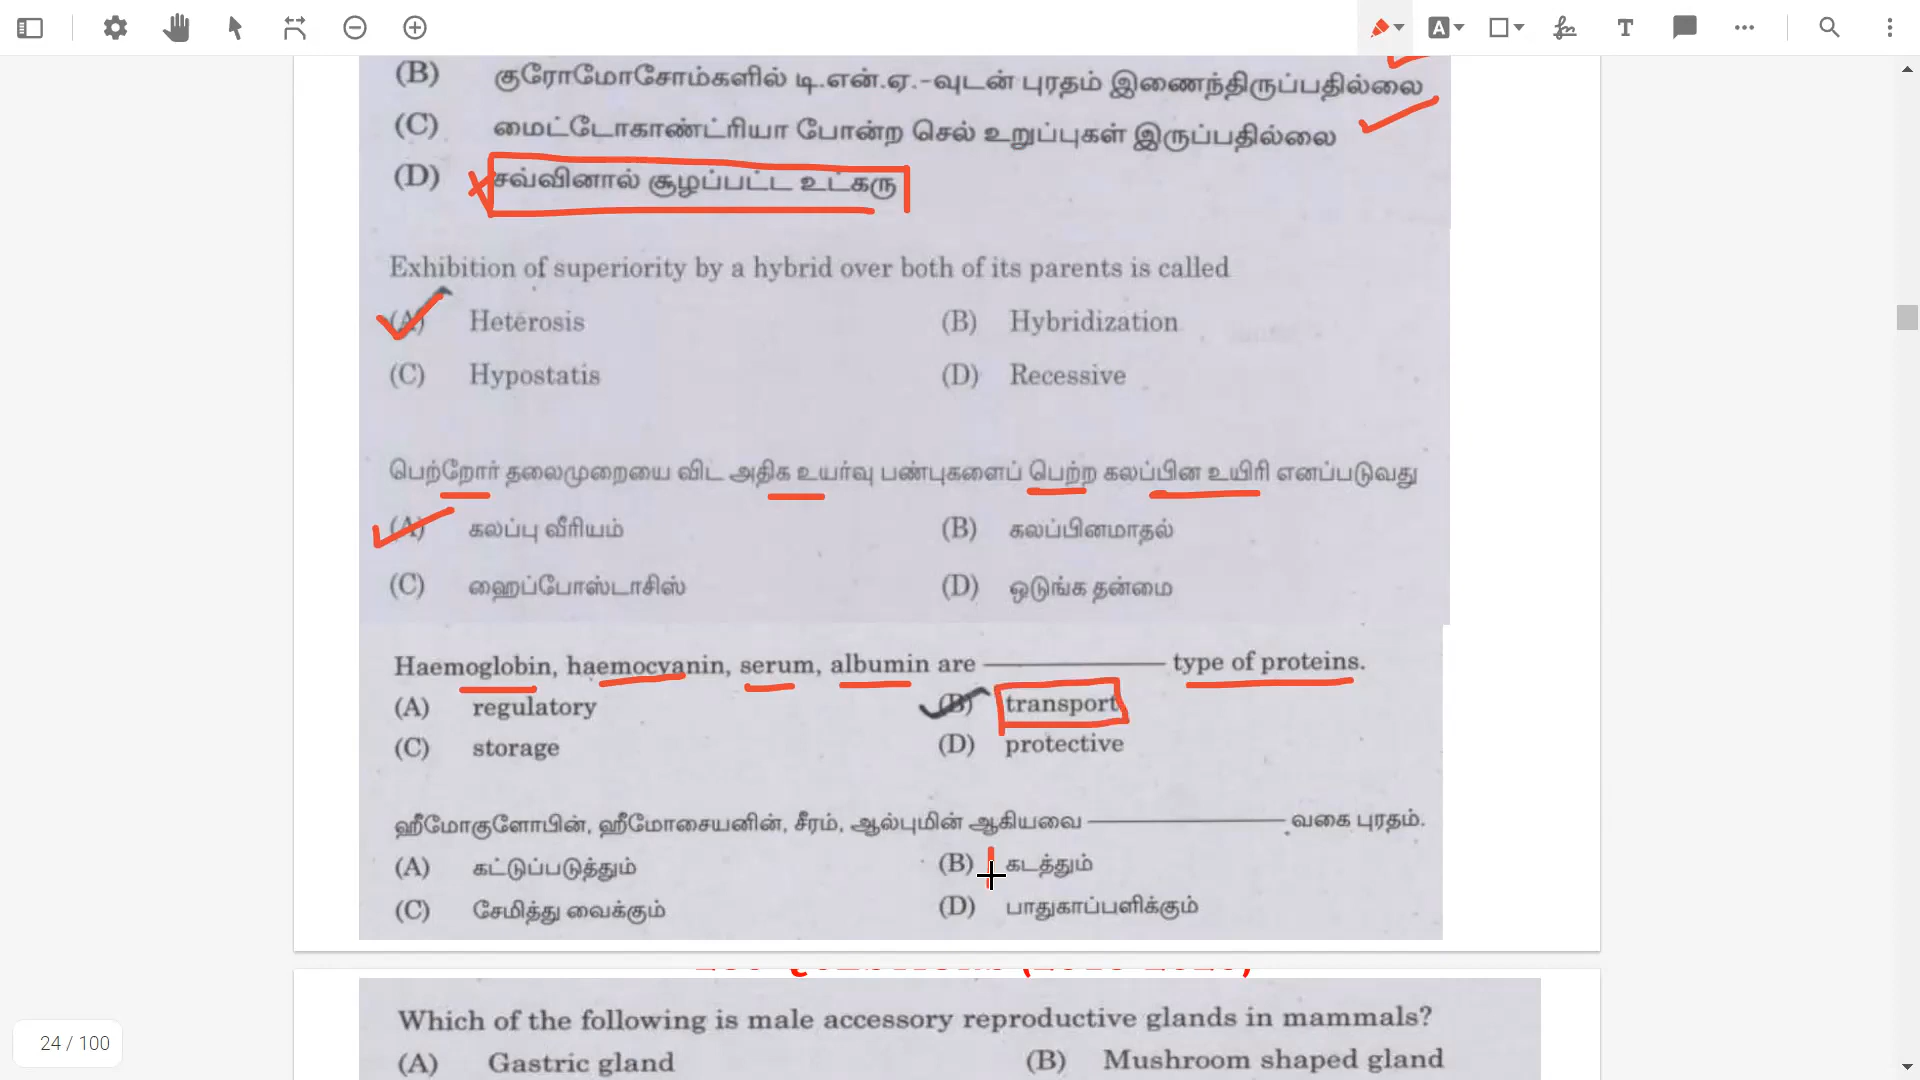 (B) குரோமோசோம்களில் டி.என்.ஏ.-வுடன் புரதம் இணைந்திருப்பதில்லை
(C) மைட்டோகாண்ட்ரியா போன்ற செல் உறுப்புகள் இருப்பதில்லை
(D) சவ்வினால் சூழப்பட்ட உட்கரு
Exhibition of superiority by a hybrid over both of its parents is called
(A) Heterosis (B) Hybridization
(C) Hypostatis (D) Recessive
பெற்றோர் தலைமுறையை விட அதிக உயர்வு பண்புகளைப் பெற்ற கலப்பின உயிரி எனப்படுவது
(A) கலப்பு வீரியம் (B) கலப்பினமாதல்
(C) ஹைப்போஸ்டாசிஸ் (D) ஒடுங்க தன்மை
Haemoglobin, haemocyanin, serum, albumin are ———— type of proteins.
(A) regulatory (B) transport
(C) storage (D) protective
ஹீமோகுளோபின், ஹீமோசையனின், சீரம், ஆல்புமின் ஆகியவை ———— வகை புரதம்.
(A) கட்டுப்படுத்தும் (B) கடத்தும்
(C) சேமித்து வைக்கும் (D) பாதுகாப்பளிக்கும்
Which of the following is male accessory reproductive glands in mammals?
(A) Gastric gland (B) Mushroom shaped gland
24 / 100